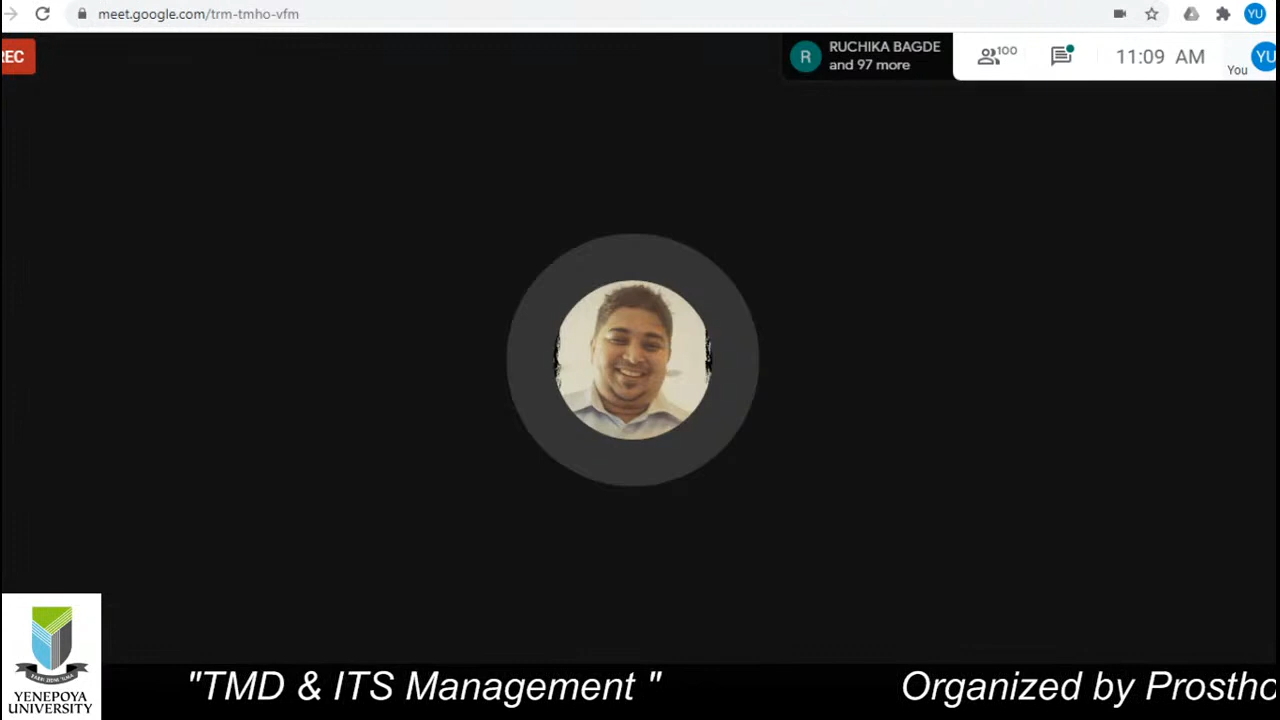 meet.google.com/trm-tmho-vfm
YU
REC
R
RUCHIKA BAGDE
and 97 more
100
11:09 AM
You
YU
YENEPOYA
UNIVERSITY
"TMD & ITS Management "
Organized by Prostho